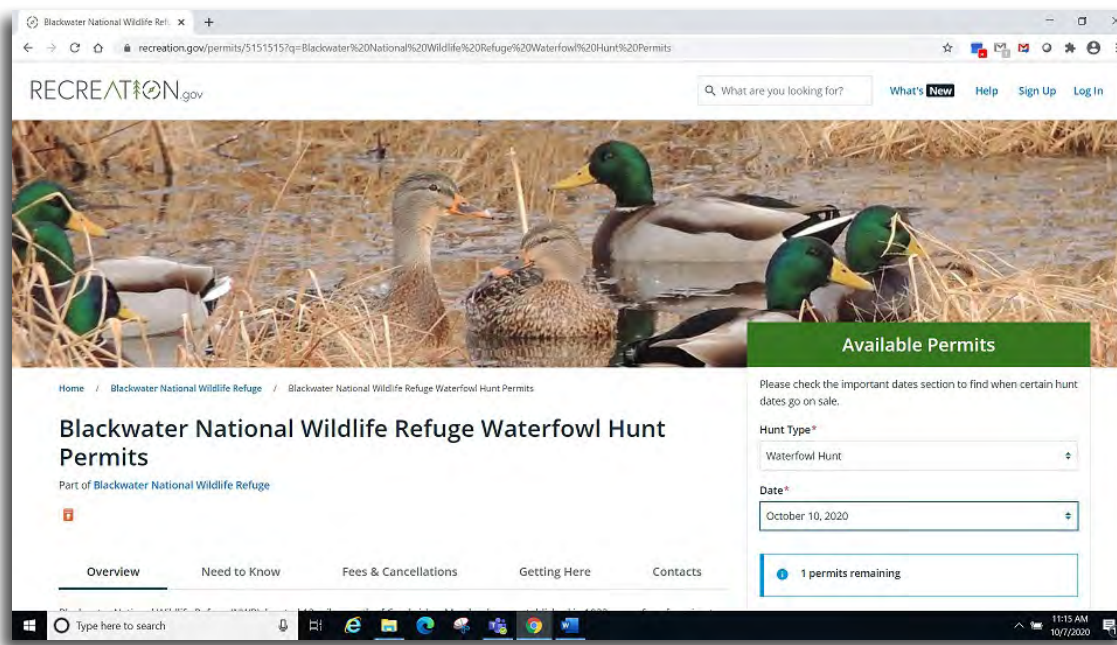 Blackwater National Wildlife Ref
recreation.gov/permits/5151515?q=Blackwater%20National%20Wildlife%20Refuge%20Waterfowl%20Hunt%20Permits
RECREATION.gov
What are you looking for?
What's New
Help
Sign Up
Log In
Available Permits
Home / Blackwater National Wildlife Refuge / Blackwater National Wildlife Refuge Waterfowl Hunt Permits
Blackwater National Wildlife Refuge Waterfowl Hunt
Permits
Part of Blackwater National Wildlife Refuge
Please check the important dates section to find when certain hunt
dates go on sale.
Hunt Type*
Waterfowl Hunt
Date*
October 10, 2020
1 permits remaining
Overview
Need to Know
Fees & Cancellations
Getting Here
Contacts
Type here to search
11:15 AM
10/7/2020